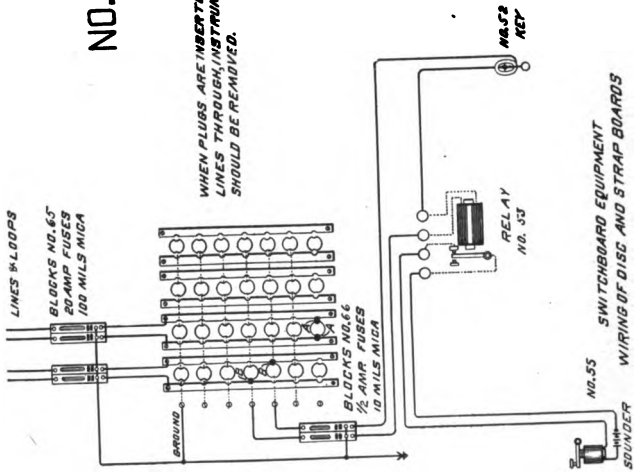 NO.
WHEN PLUGS ARE INSERTE
LINES THROUGH, INSTRUM
SHOULD BE REMOVED.
LINES & LOOPS
BLOCKS NO. 65
20 AMP FUSES
100 MILS MICA
GROUND
BLOCKS NO. 66
1/2 AMP. FUSES
10 MILS MICA
NO. 52
KEY
RELAY
NO. 53
NO. 55
SOUNDER
SWITCHBOARD EQUIPMENT
WIRING OF DISC AND STRAP BOARDS